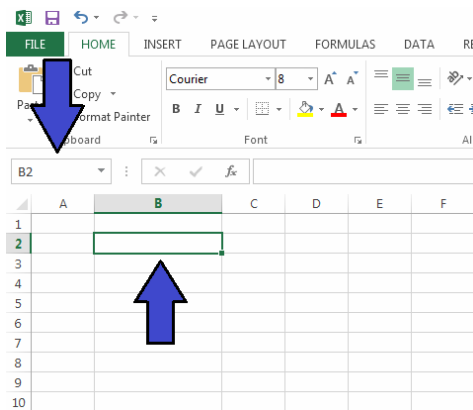 FILE HOME INSERT PAGE LAYOUT FORMULAS DATA
Cut
Courier 8 A A
Copy
Format Painter
B I U A
Font
B2 fx
A B C D E F
1
2
3
4
5
6
7
8
9
10